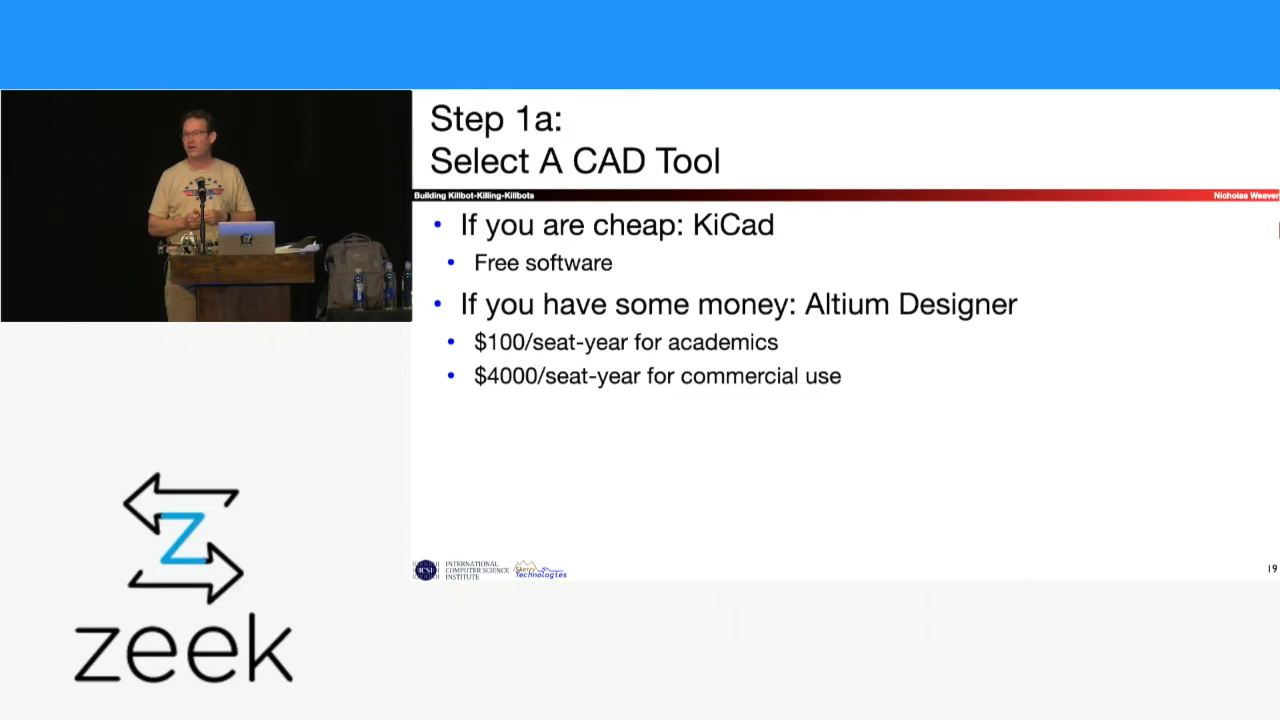 Step 1a:
Select A CAD Tool
Building Killbot-Killing-Killbots
Nicholas Weaver
If you are cheap: KiCad
Free software
If you have some money: Altium Designer
$100/seat-year for academics
$4000/seat-year for commercial use
ICSI
INTERNATIONAL
COMPUTER SCIENCE
INSTITUTE
Skerry
Technologies
19
z
zeek